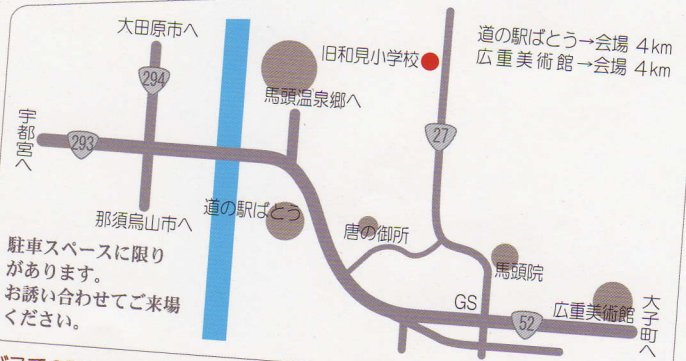 大田原市へ
294
旧和見小学校
道の駅ばとう→会場 4km
広重美術館→会場 4km
馬頭温泉郷へ
宇都宮へ
293
27
那須烏山市へ
道の駅ばとう
唐の御所
馬頭院
駐車スペースに限り
があります。
お誘い合わせてご来場
ください。
GS
52
広重美術館
大子町へ